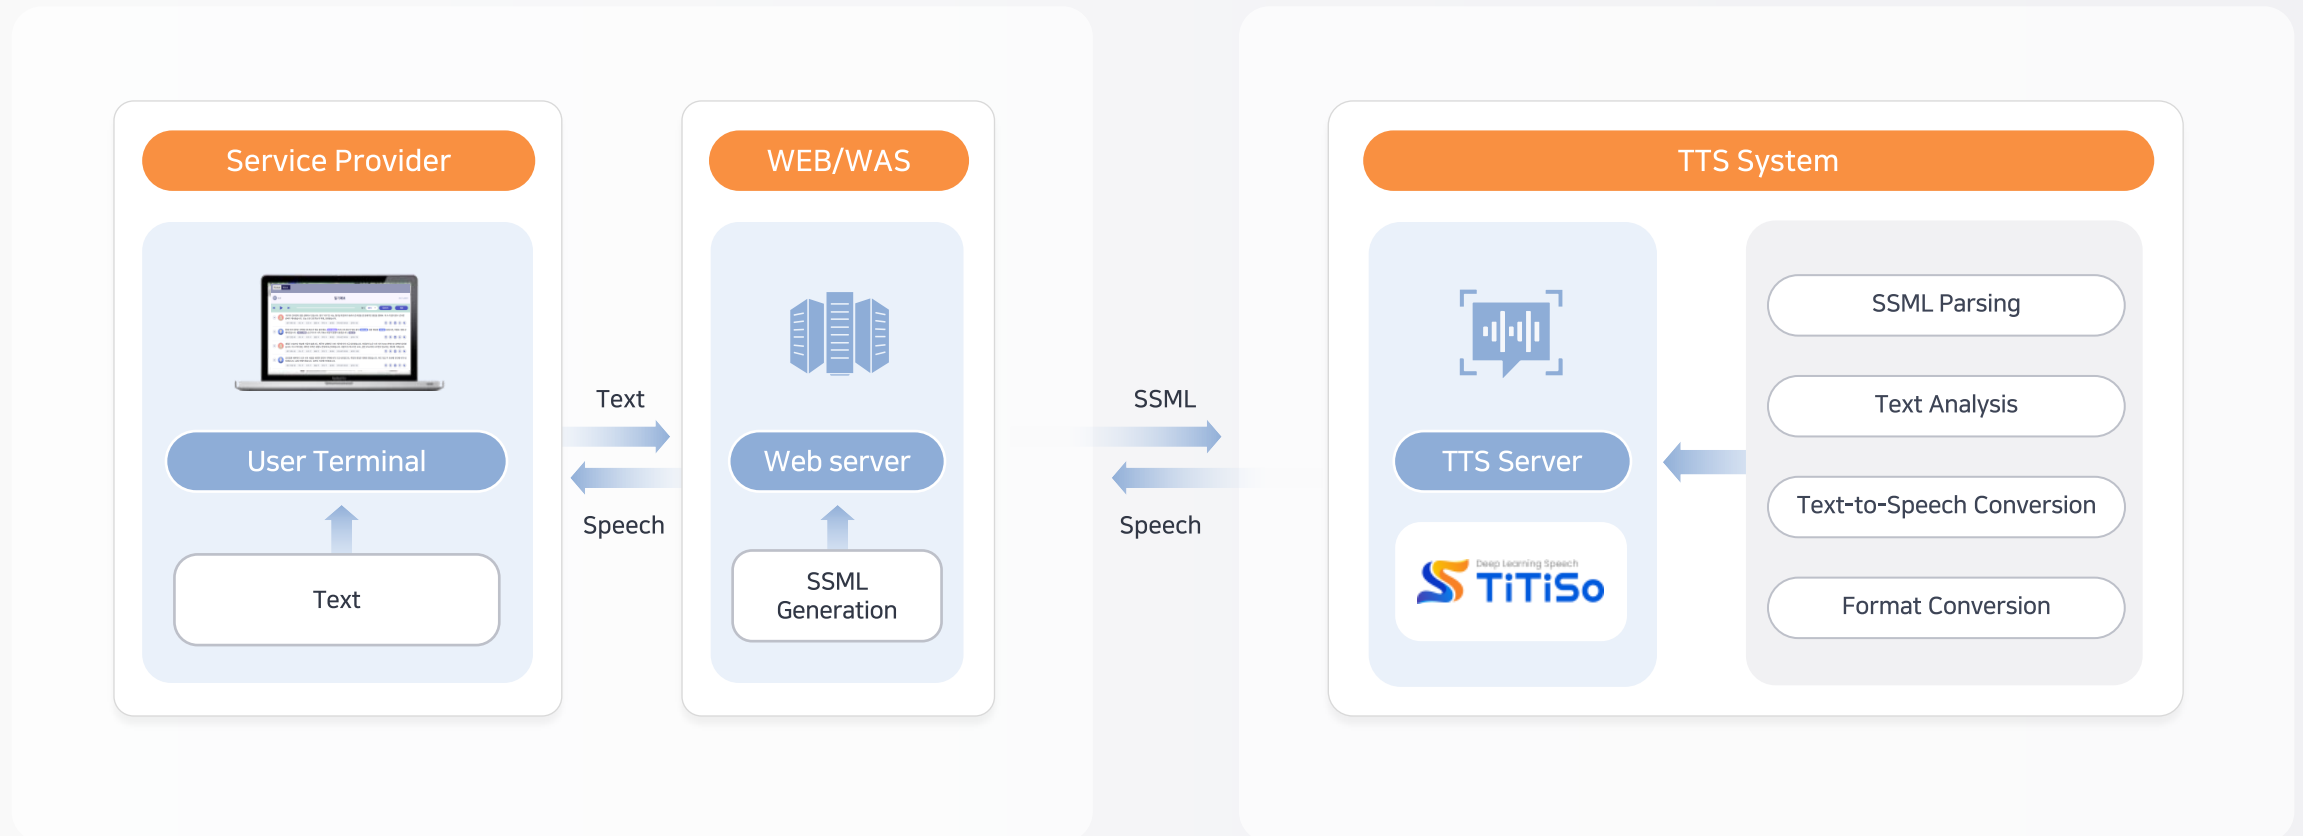 Service Provider
User Terminal
Text
Text
Speech
WEB/WAS
Web server
SSML
Generation
SSML
Speech
TTS System
TTS Server
Deep Learning Speech
TiTiSo
SSML Parsing
Text Analysis
Text-to-Speech Conversion
Format Conversion